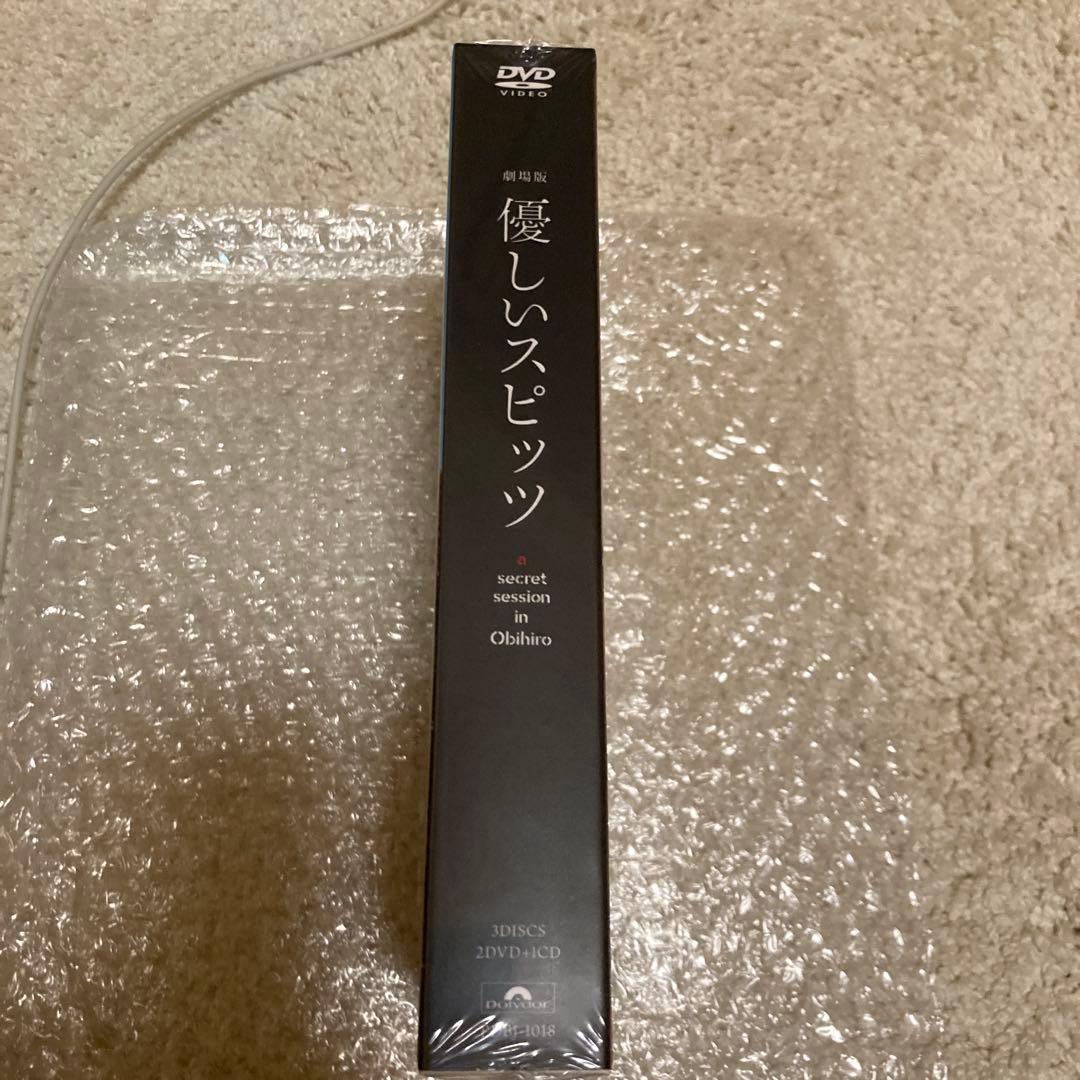 DVD
VIDEO
劇場版
優しいスピッツ
a
secret
session
in
Obihiro
3DISCS
2DVD+1CD
Polydor